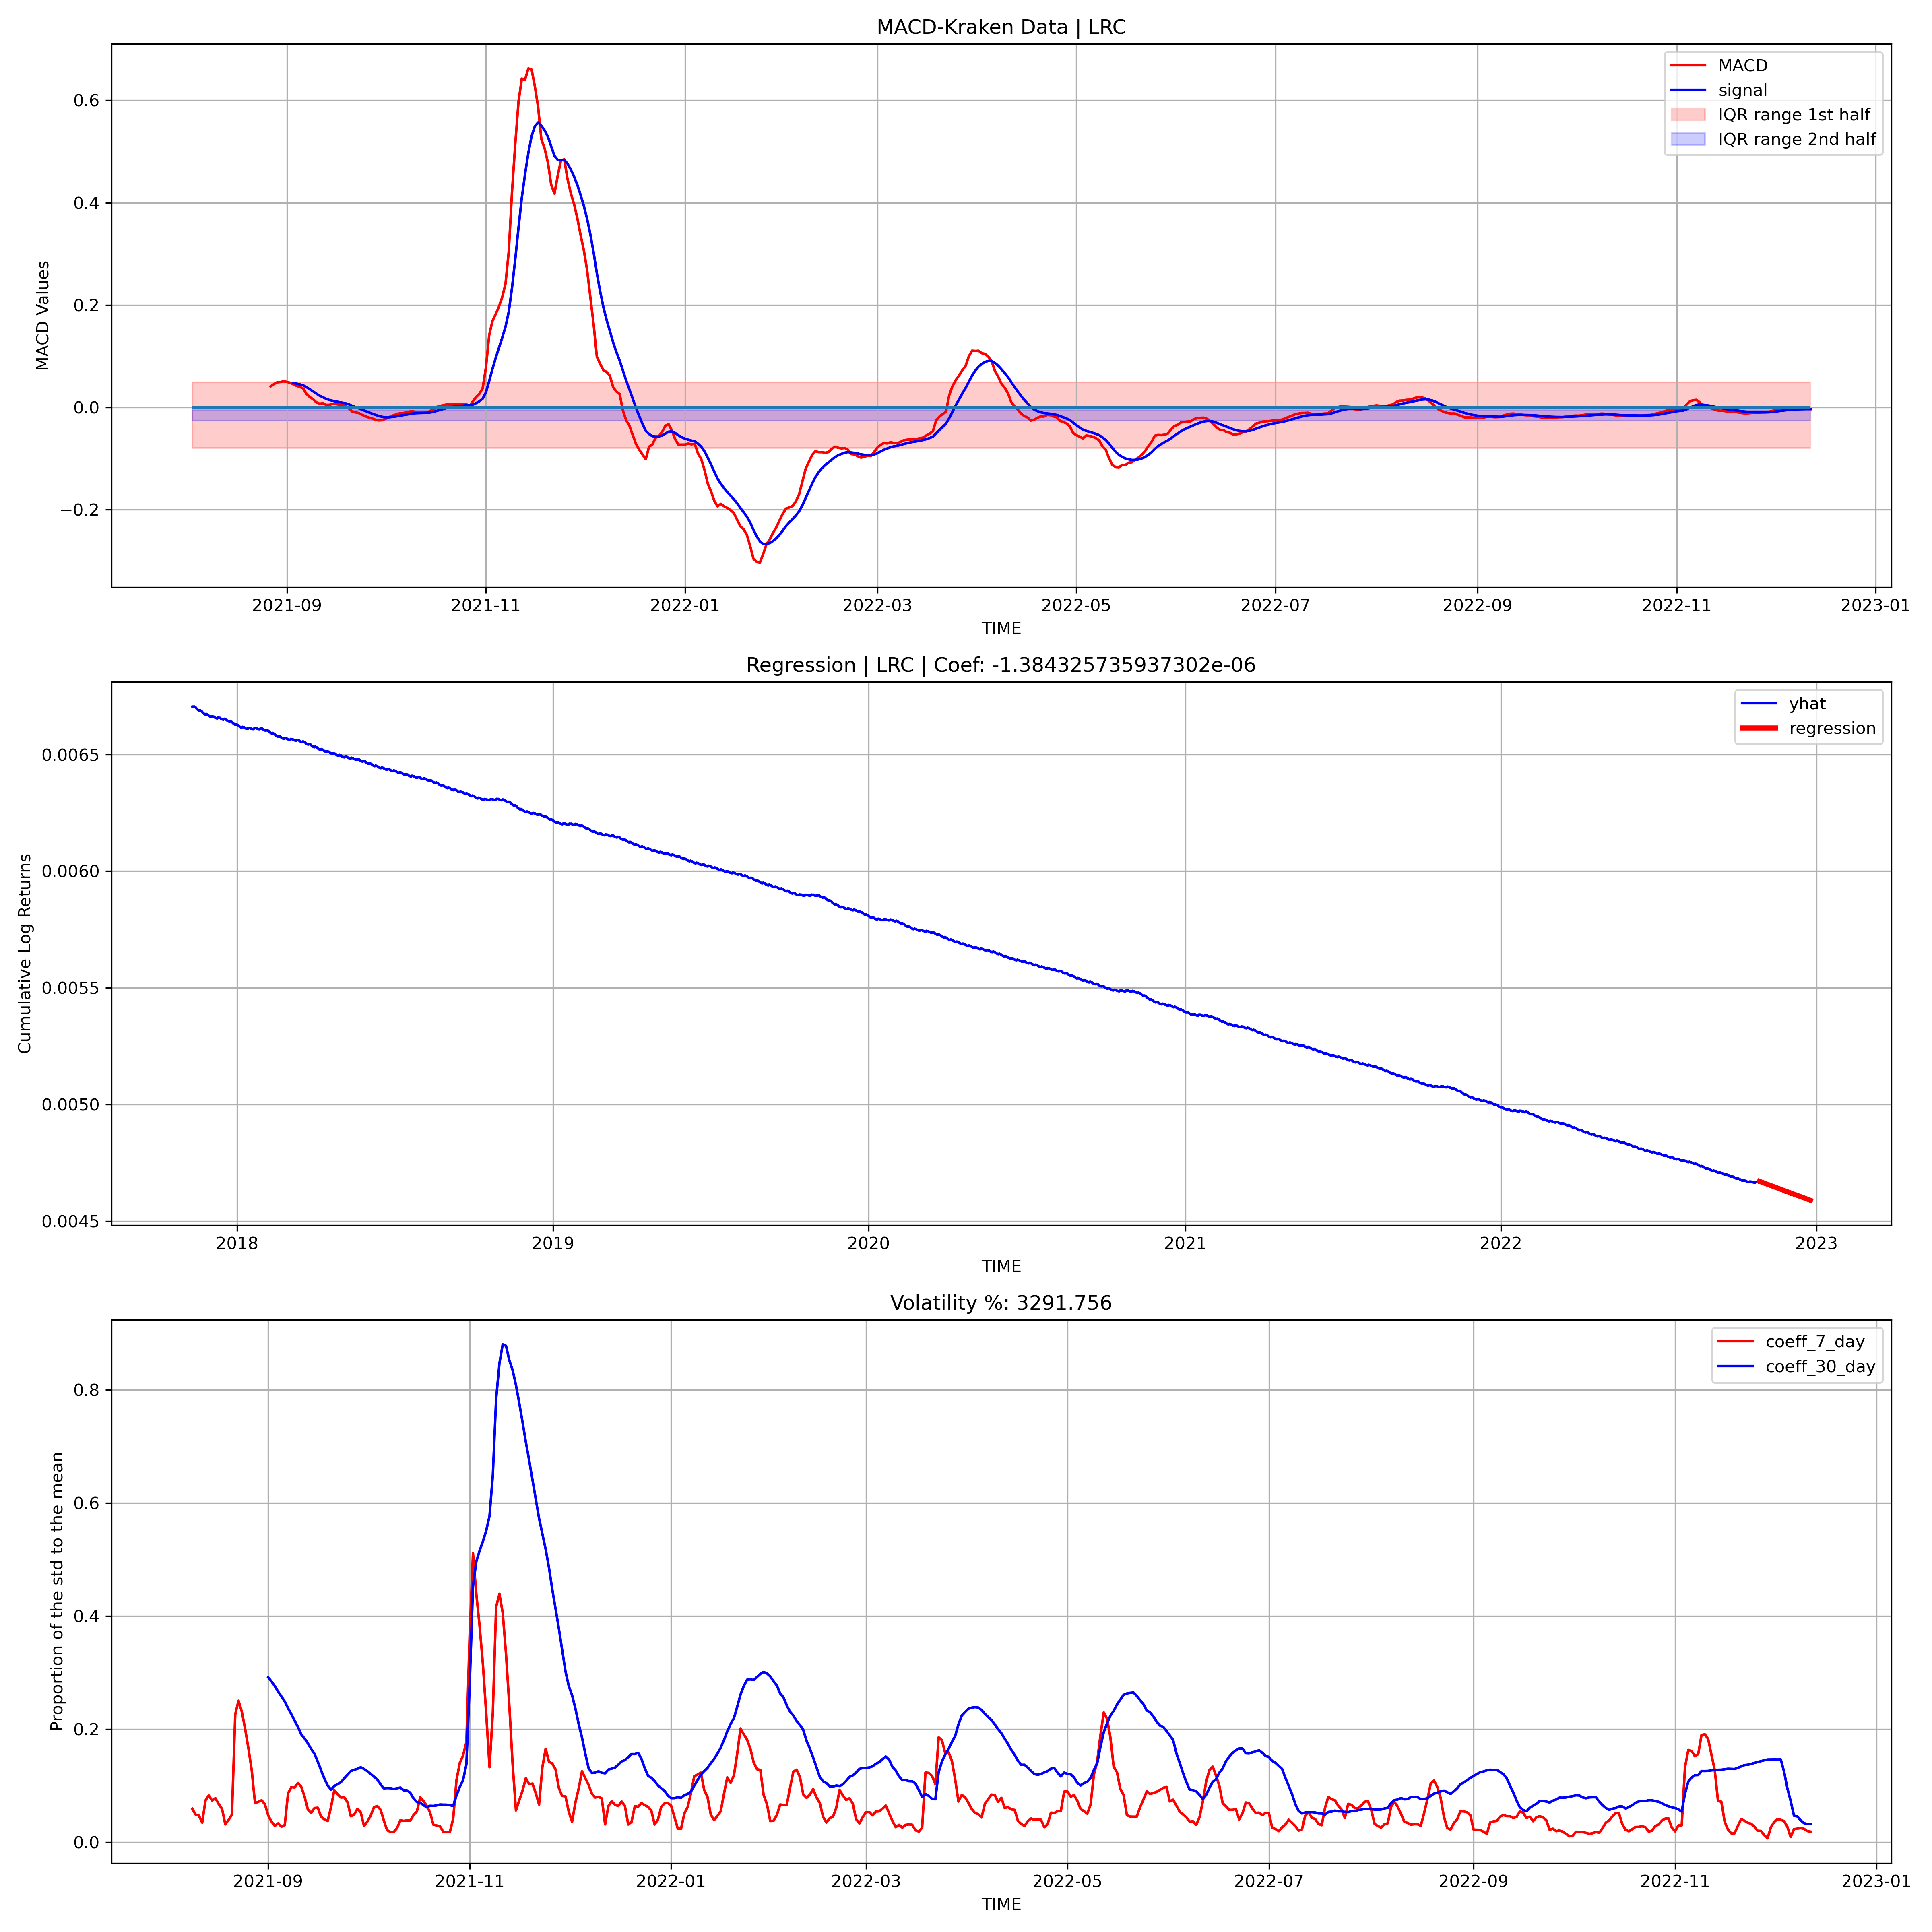 MACD-Kraken Data | LRC
MACD Values
0.6
0.4
0.2
0.0
−0.2
MACD
signal
IQR range 1st half
IQR range 2nd half
2021-09 2021-11 2022-01 2022-03 2022-05 2022-07 2022-09 2022-11 2023-01
TIME
Regression | LRC | Coef: -1.384325735937302e-06
Cumulative Log Returns
0.0065
0.0060
0.0055
0.0050
0.0045
yhat
regression
2018 2019 2020 2021 2022 2023
TIME
Volatility %: 3291.756
Proportion of the std to the mean
0.8
0.6
0.4
0.2
0.0
coeff_7_day
coeff_30_day
2021-09 2021-11 2022-01 2022-03 2022-05 2022-07 2022-09 2022-11 2023-01
TIME